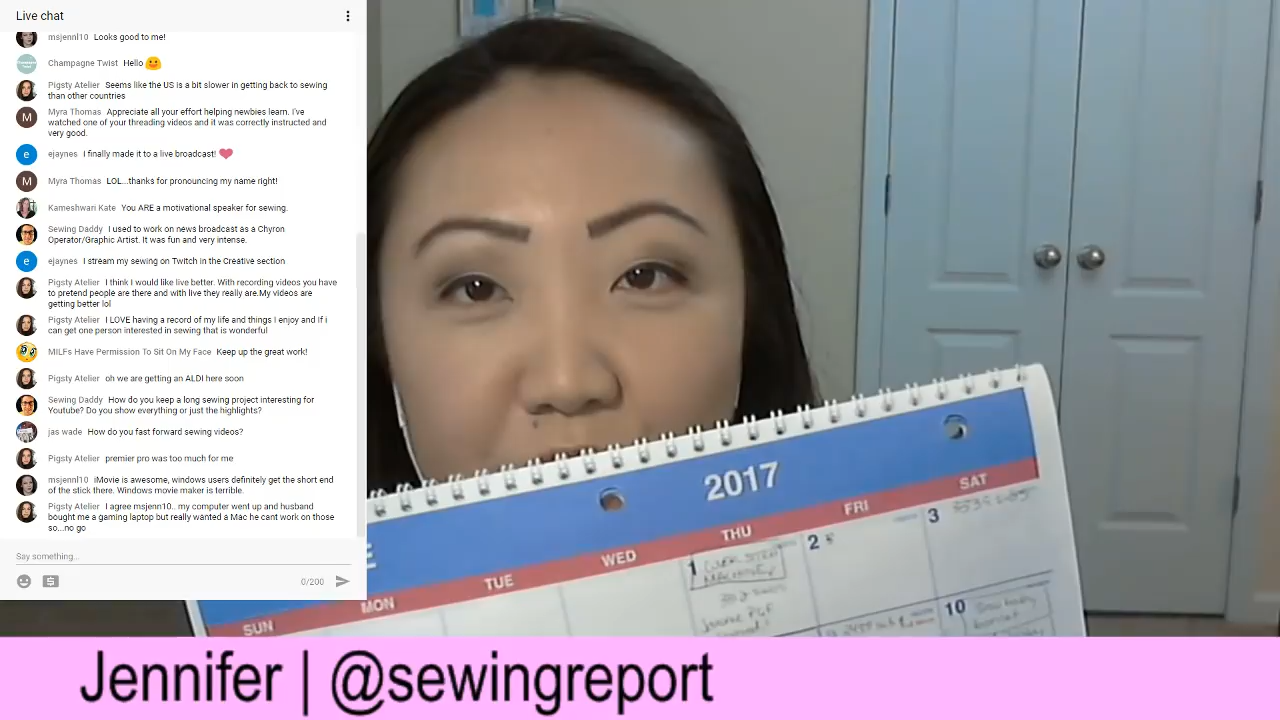 Live chat
msjennl10 Looks good to me!
Champagne Twist Hello
Pigsty Atelier Seems like the US is a bit slower in getting back to sewing
than other countries
M
Myra Thomas Appreciate all your effort helping newbies learn. I've
watched one of your threading videos and it was correctly instructed and
very good.
e
ejaynes I finally made it to a live broadcast!
M
Myra Thomas LOL...thanks for pronouncing my name right!
Kameshwari Kate You ARE a motivational speaker for sewing.
Sewing Daddy I used to work on news broadcast as a Chyron
Operator/Graphic Artist. It was fun and very intense.
e
ejaynes I stream my sewing on Twitch in the Creative section
Pigsty Atelier I think I would like live better. With recording videos you have
to pretend people are there and with live they really are.My videos are
getting better lol
Pigsty Atelier I LOVE having a record of my life and things I enjoy and if i
can get one person interested in sewing that is wonderful
MILFs Have Permission To Sit On My Face Keep up the great work!
Pigsty Atelier oh we are getting an ALDI here soon
Sewing Daddy How do you keep a long sewing project interesting for
Youtube? Do you show everything or just the highlights?
jas wade How do you fast forward sewing videos?
Pigsty Atelier premier pro was too much for me
msjennl10 iMovie is awesome, windows users definitely get the short end
of the stick there. Windows movie maker is terrible.
Pigsty Atelier I agree msjenn10.. my computer went up and husband
bought me a gaming laptop but really wanted a Mac he cant work on those
so...no go
Say something...
0/200
2017
SUN MON TUE WED THU FRI SAT
1 2 3
10
Jennifer | @sewingreport